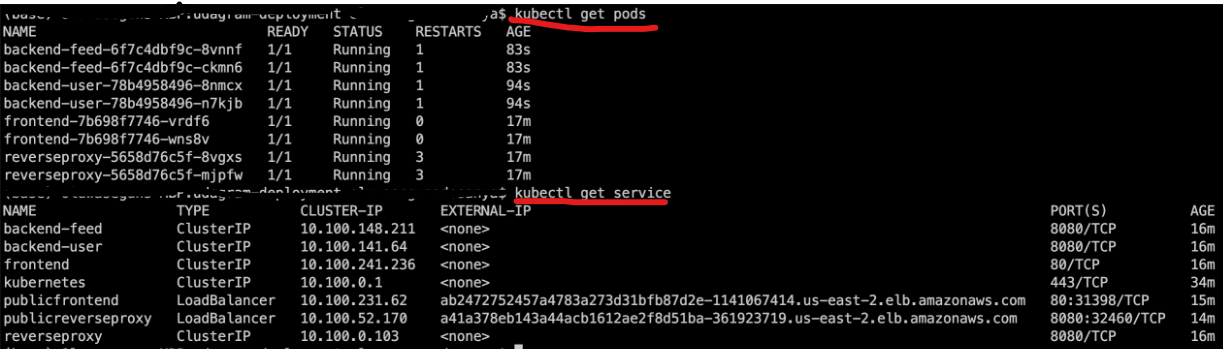 kubectl get pods
NAME READY STATUS RESTARTS AGE
backend-feed-6f7c4dbf9c-8vnnf 1/1 Running 1 83s
backend-feed-6f7c4dbf9c-ckmn6 1/1 Running 1 83s
backend-user-78b4958496-8nmcx 1/1 Running 1 94s
backend-user-78b4958496-n7kjb 1/1 Running 1 94s
frontend-7b698f7746-vrdf6 1/1 Running 0 17m
frontend-7b698f7746-wns8v 1/1 Running 0 17m
reverseproxy-5658d76c5f-8vgxs 1/1 Running 3 17m
reverseproxy-5658d76c5f-mjpfw 1/1 Running 3 17m
kubectl get service
NAME TYPE CLUSTER-IP EXTERNAL-IP PORT(S) AGE
backend-feed ClusterIP 10.100.148.211 <none> 8080/TCP 16m
backend-user ClusterIP 10.100.141.64 <none> 8080/TCP 16m
frontend ClusterIP 10.100.241.236 <none> 80/TCP 16m
kubernetes ClusterIP 10.100.0.1 <none> 443/TCP 34m
publicfrontend LoadBalancer 10.100.231.62 ab2472752457a4783a273d31bfb87d2e-1141067414.us-east-2.elb.amazonaws.com 80:31398/TCP 15m
publicreverseproxy LoadBalancer 10.100.52.170 a41a378eb143a44acb1612ae2f8d51ba-361923719.us-east-2.elb.amazonaws.com 8080:32460/TCP 14m
reverseproxy ClusterIP 10.100.0.103 <none> 8080/TCP 16m